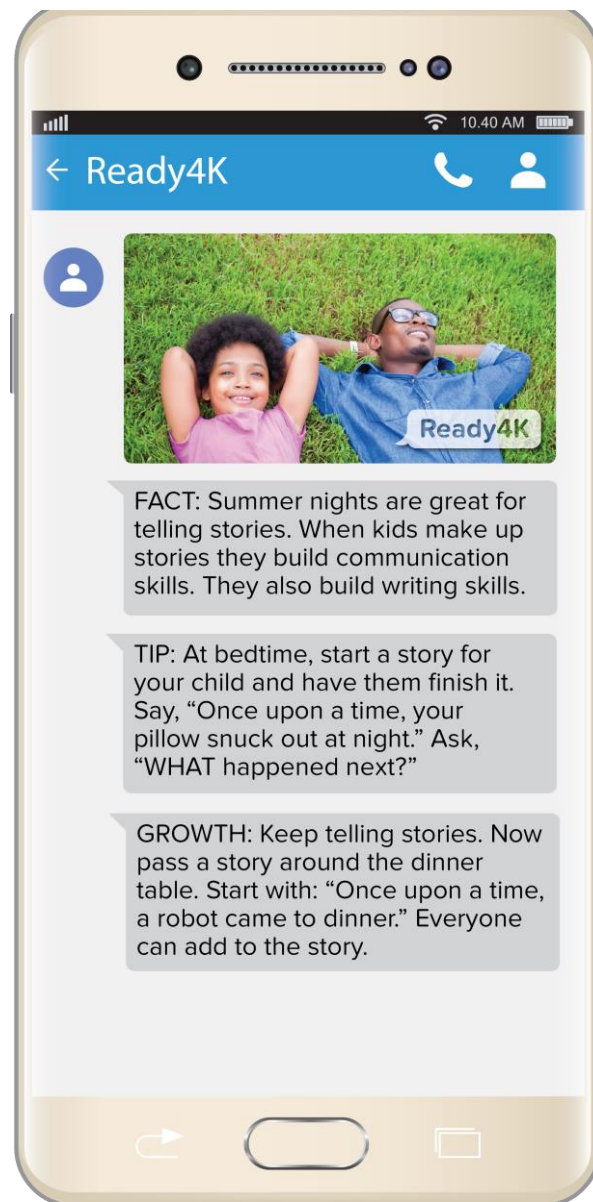 10.40 AM
Ready4K
Ready4K
FACT: Summer nights are great for
telling stories. When kids make up
stories they build communication
skills. They also build writing skills.
TIP: At bedtime, start a story for
your child and have them finish it.
Say, “Once upon a time, your
pillow snuck out at night.” Ask,
“WHAT happened next?”
GROWTH: Keep telling stories. Now
pass a story around the dinner
table. Start with: “Once upon a time,
a robot came to dinner.” Everyone
can add to the story.